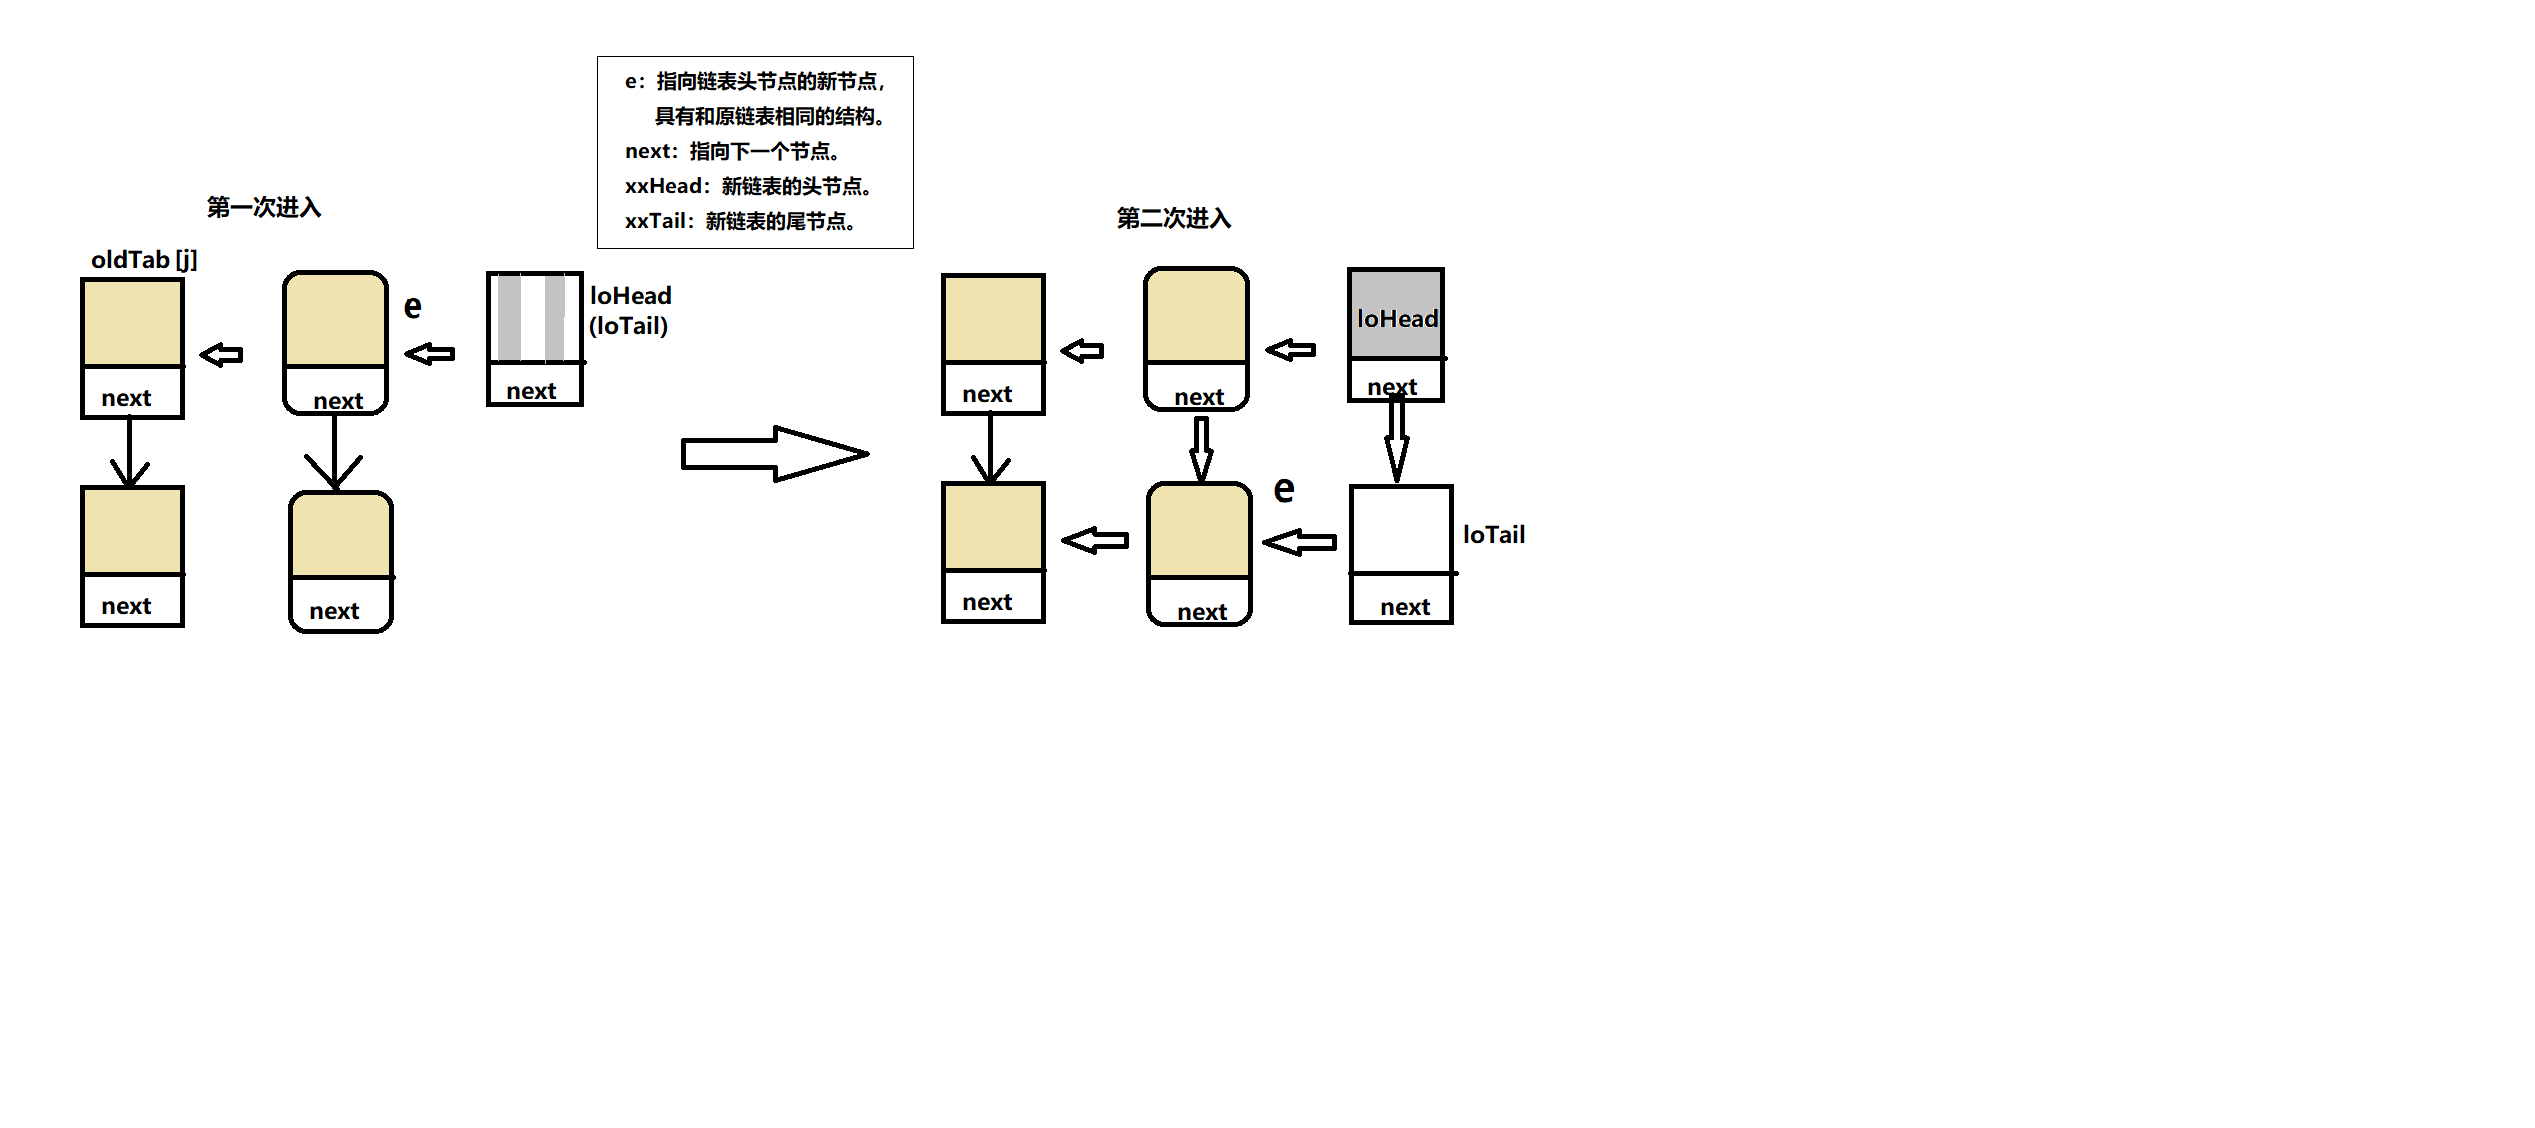 e：指向链表头节点的新节点，
具有和原链表相同的结构。
next：指向下一个节点。
xxHead：新链表的头节点。
xxTail：新链表的尾节点。
第一次进入
oldTab [j]
e
loHead
(loTail)
next
next
next
next
next
第二次进入
loHead
next
next
next
e
loTail
next
next
next